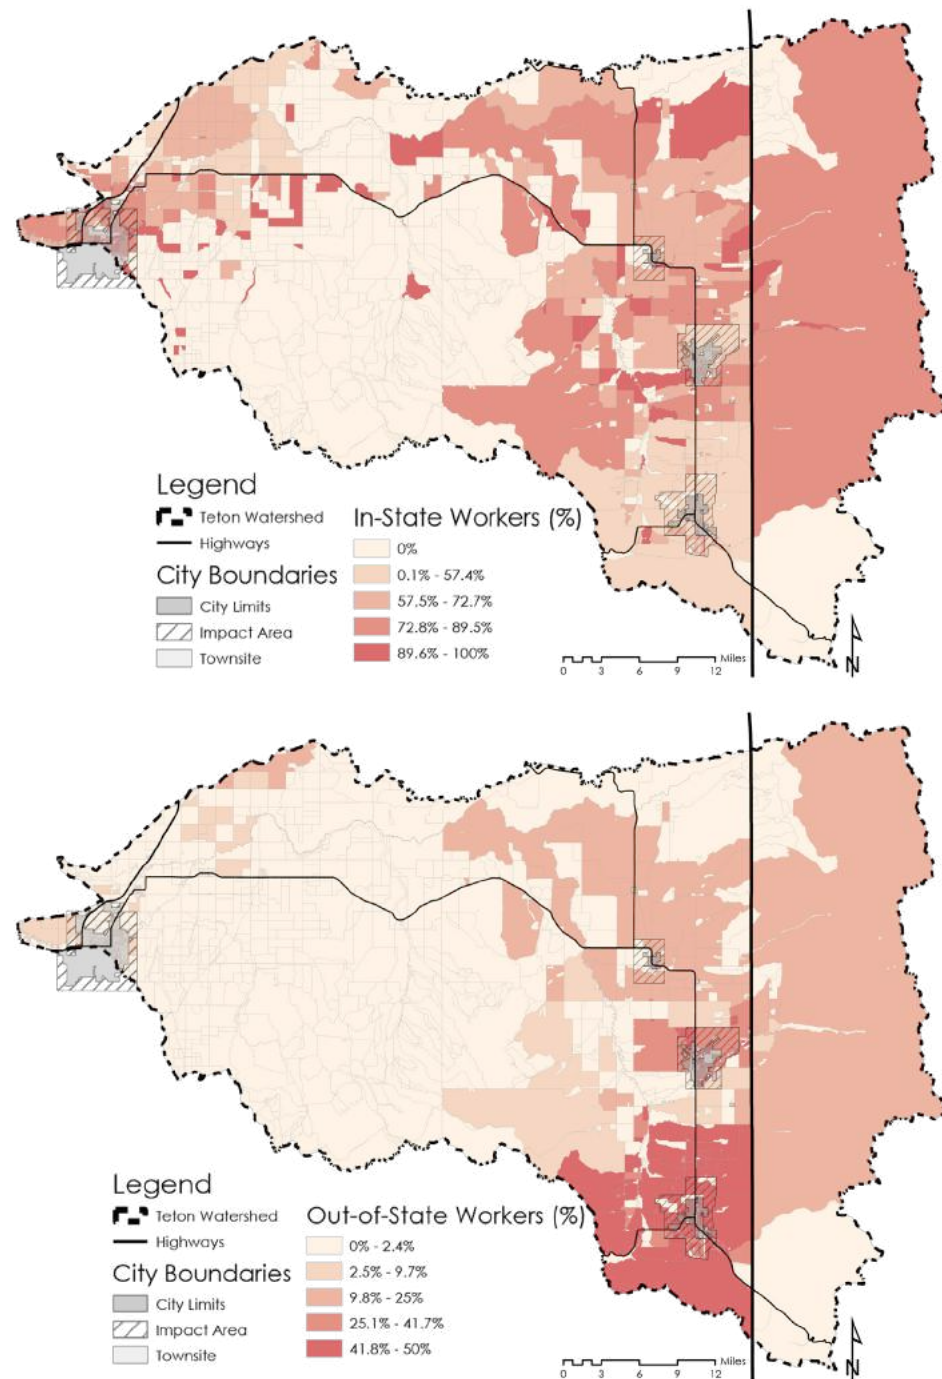 Legend
Teton Watershed
Highways
City Boundaries
City Limits
Impact Area
Townsite
In-State Workers (%)
0%
0.1% - 57.4%
57.5% - 72.7%
72.8% - 89.5%
89.6% - 100%
Miles
0 3 6 9 12
N
Legend
Teton Watershed
Highways
City Boundaries
City Limits
Impact Area
Townsite
Out-of-State Workers (%)
0% - 2.4%
2.5% - 9.7%
9.8% - 25%
25.1% - 41.7%
41.8% - 50%
Miles
0 3 6 9 12
N